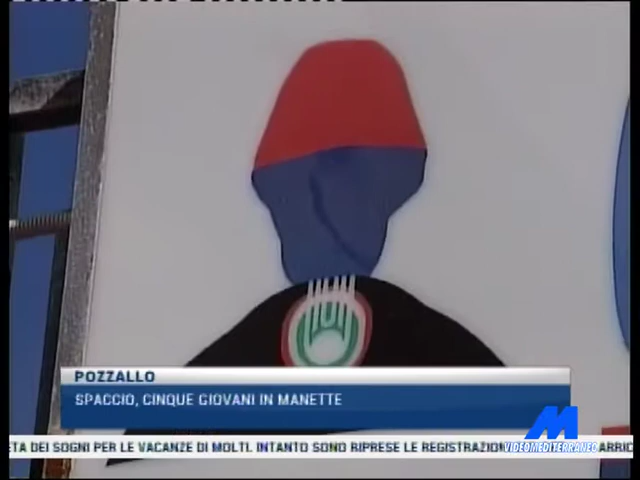 POZZALLO
SPACCIO, CINQUE GIOVANI IN MANETTE
ETA DEI SOGNI PER LE VACANZE DI MOLTI. INTANTO SONO RIPRESE LE REGISTRAZION
VIDEOMEDITERRANEO